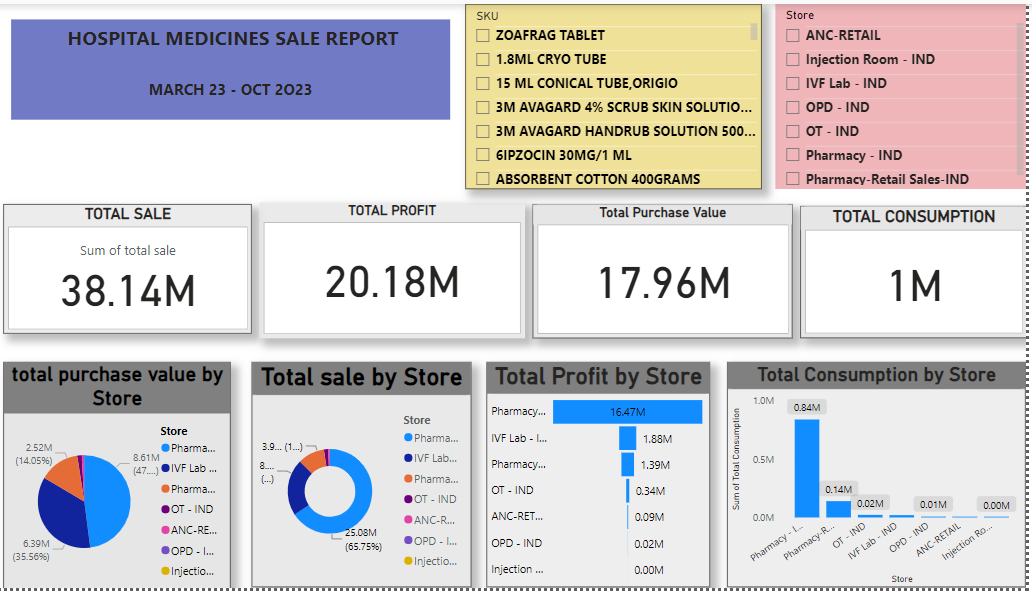 HOSPITAL MEDICINES SALE REPORT
MARCH 23 - OCT 2O23
SKU
ZOAFRAG TABLET
1.8ML CRYO TUBE
15 ML CONICAL TUBE,ORIGIO
3M AVAGARD 4% SCRUB SKIN SOLUTIO...
3M AVAGARD HANDRUB SOLUTION 500...
6IPZOCIN 30MG/1 ML
ABSORBENT COTTON 400GRAMS
Store
ANC-RETAIL
Injection Room - IND
IVF Lab - IND
OPD - IND
OT - IND
Pharmacy - IND
Pharmacy-Retail Sales-IND
TOTAL SALE
Sum of total sale
38.14M
TOTAL PROFIT
20.18M
Total Purchase Value
17.96M
TOTAL CONSUMPTION
1M
total purchase value by
Store
2.52M
(14.05%)
8.61M
(47....)
6.39M
(35.56%)
Store
Pharma...
IVF Lab ...
Pharma...
OT - IND
ANC-RE...
OPD - I...
Injectio...
Total sale by Store
3.9... (1...)
8....
(...)
25.08M
(65.75%)
Store
Pharma...
IVF Lab...
Pharma...
OT - IND
ANC-R...
OPD - I...
Injectio...
Total Profit by Store
Pharmacy... 16.47M
IVF Lab - I... 1.88M
Pharmacy... 1.39M
OT - IND 0.34M
ANC-RET... 0.09M
OPD - IND 0.02M
Injection ... 0.00M
Total Consumption by Store
Sum of Total Consumption
1.0M
0.5M
0.0M
0.84M
0.14M
0.02M
0.01M
0.00M
Pharmacy - I...
Pharmacy-R...
OT - IND
IVF Lab - IND
OPD - IND
ANC-RETAIL
Injection Ro...
Store